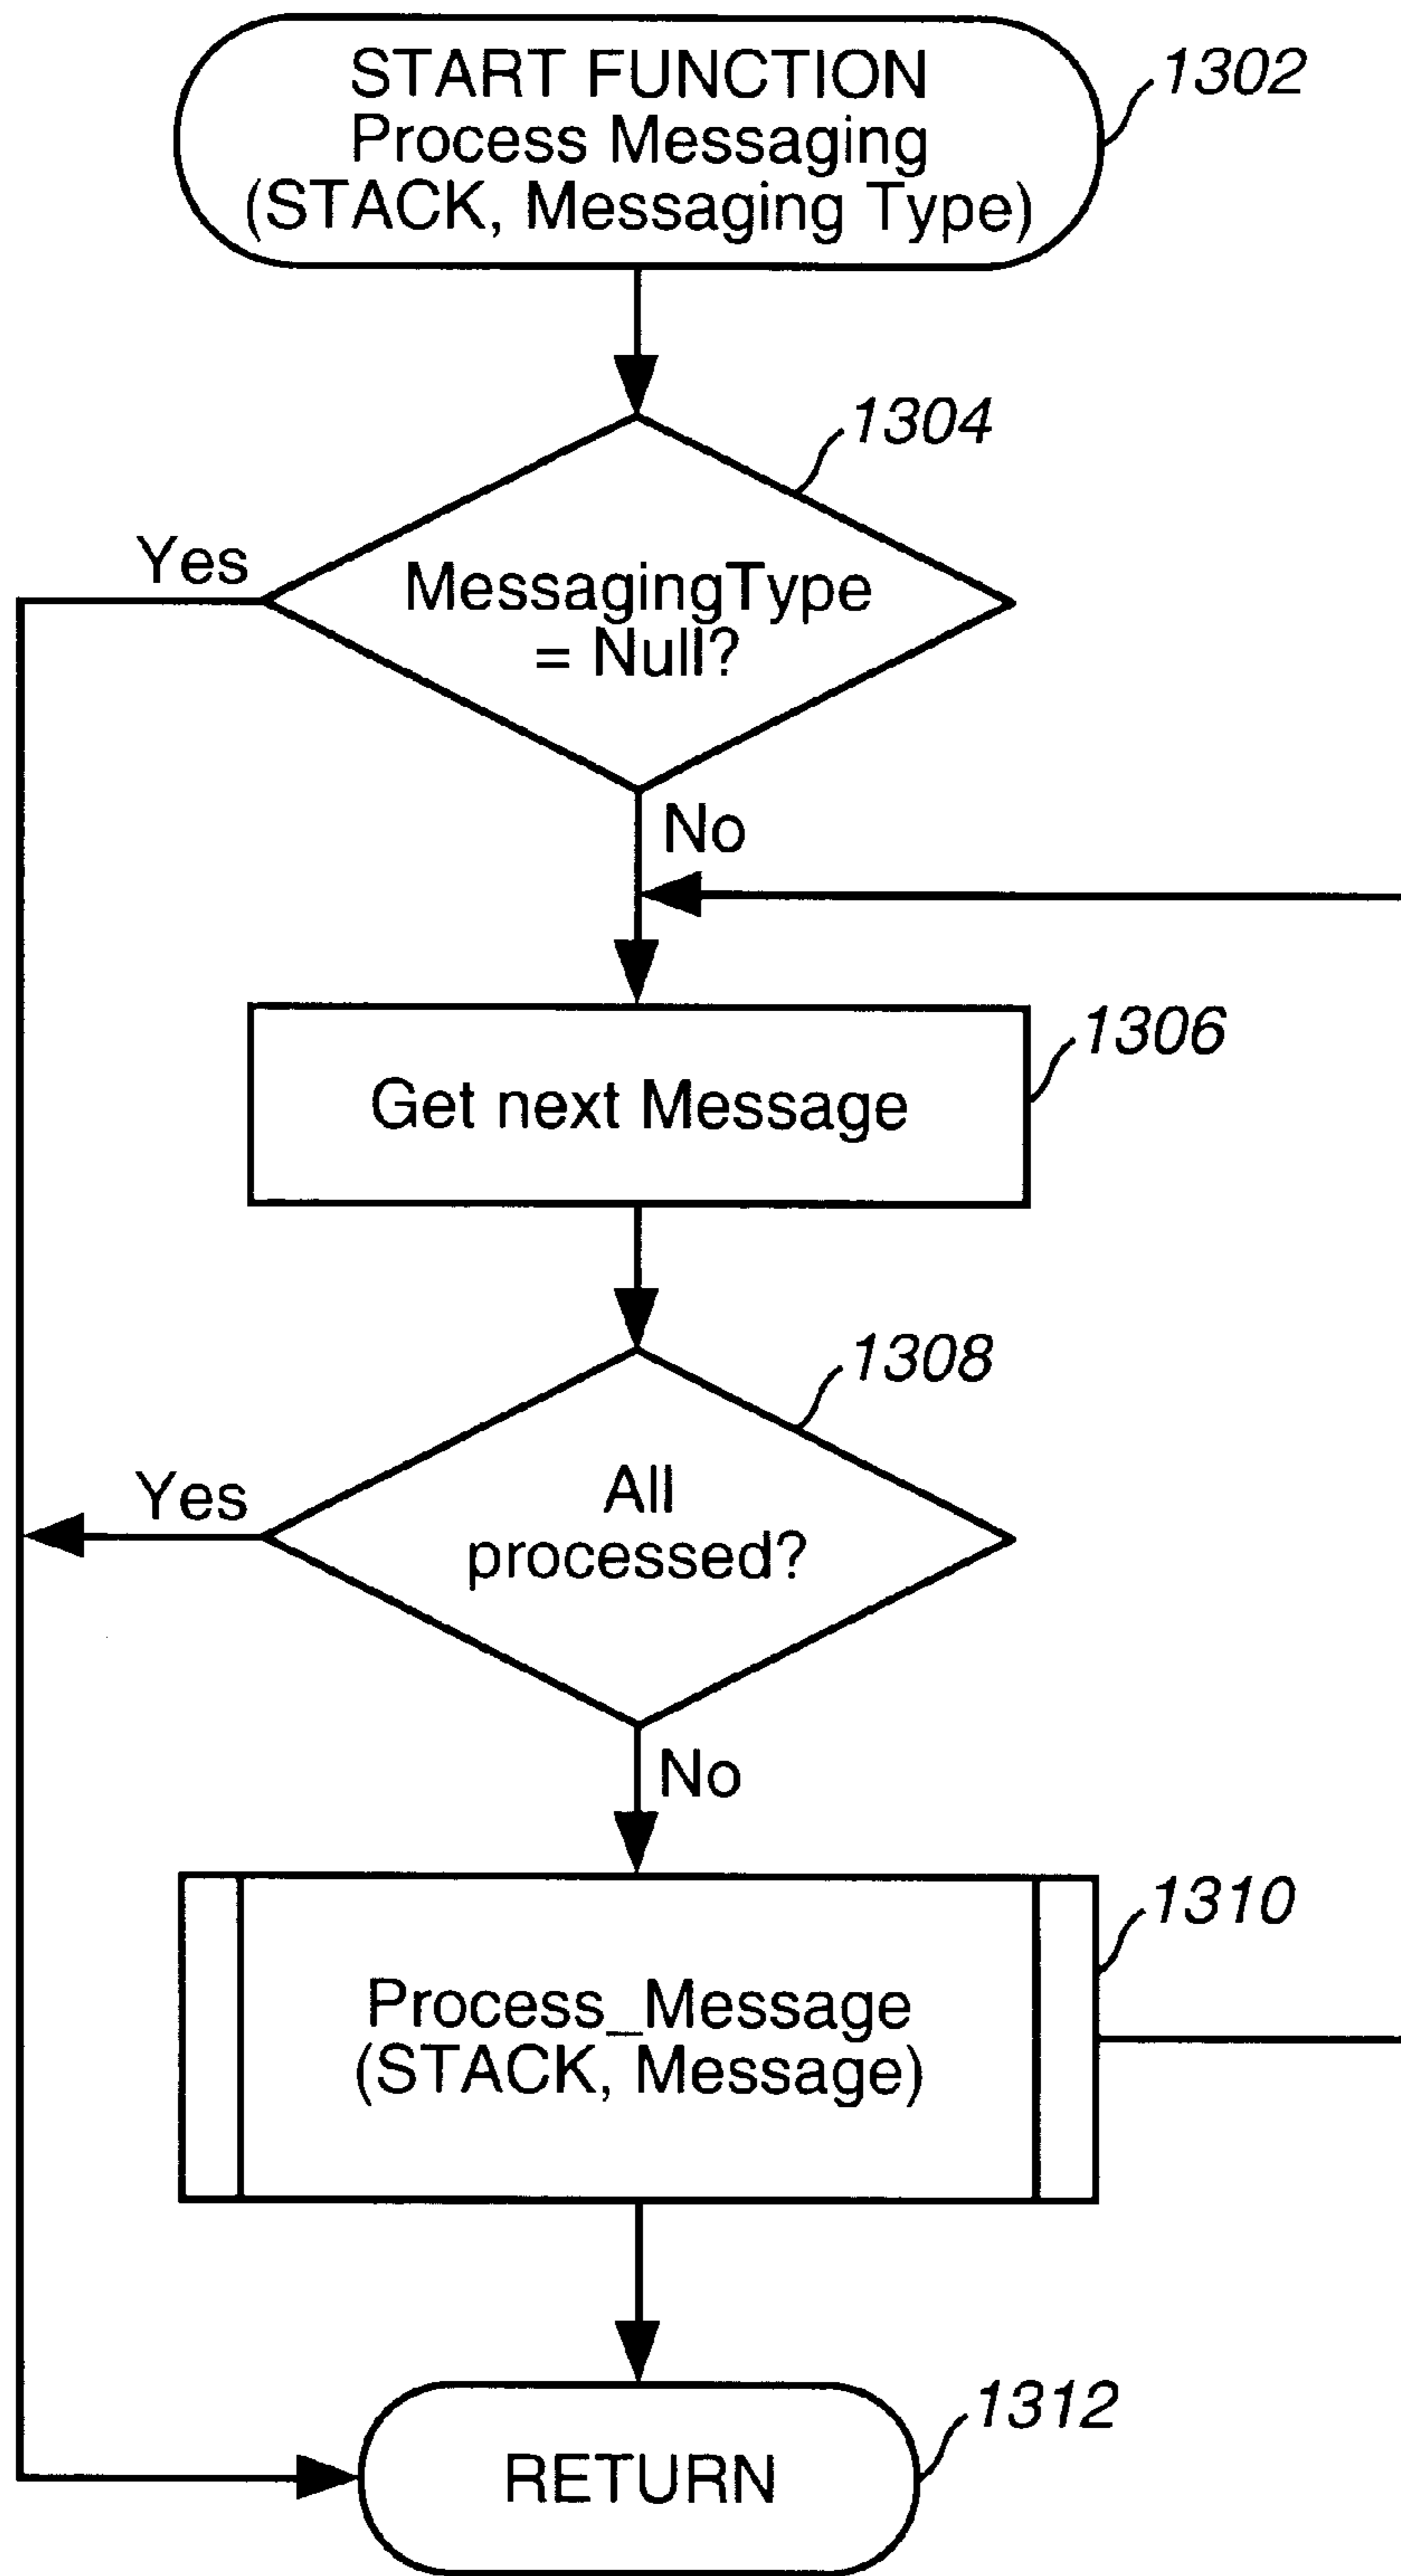 START FUNCTION
Process Messaging
(STACK, Messaging Type)
1302
1304
Yes
MessagingType
= Null?
No
1306
Get next Message
1308
Yes
All
processed?
No
1310
Process_Message
(STACK, Message)
1312
RETURN